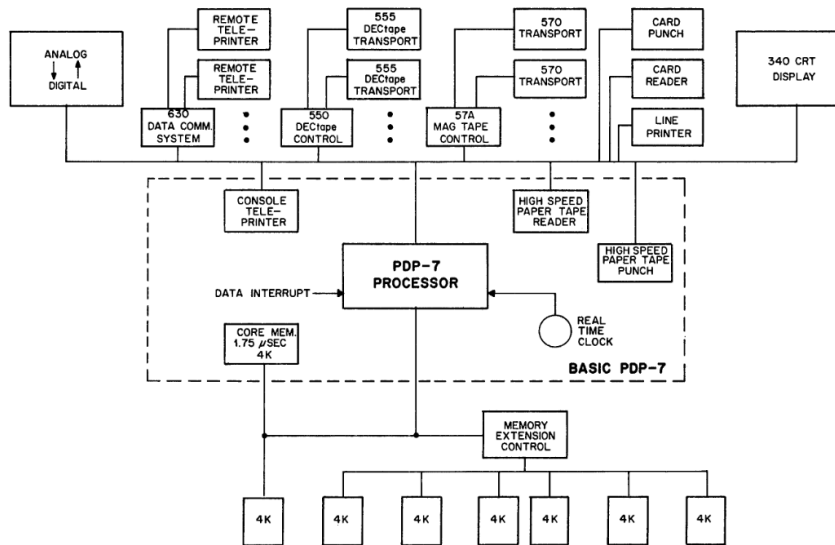 ANALOG
DIGITAL
REMOTE
TELE-
PRINTER
REMOTE
TELE-
PRINTER
630
DATA COMM.
SYSTEM
555
DECtape
TRANSPORT
555
DECtape
TRANSPORT
550
DECtape
CONTROL
570
TRANSPORT
570
TRANSPORT
57A
MAG TAPE
CONTROL
CARD
PUNCH
CARD
READER
LINE
PRINTER
340 CRT
DISPLAY
CONSOLE
TELE-
PRINTER
HIGH SPEED
PAPER TAPE
READER
HIGH SPEED
PAPER TAPE
PUNCH
PDP-7
PROCESSOR
DATA INTERRUPT
REAL
TIME
CLOCK
CORE MEM.
1.75 μSEC
4K
BASIC PDP-7
MEMORY
EXTENSION
CONTROL
4K
4K
4K
4K
4K
4K
4K